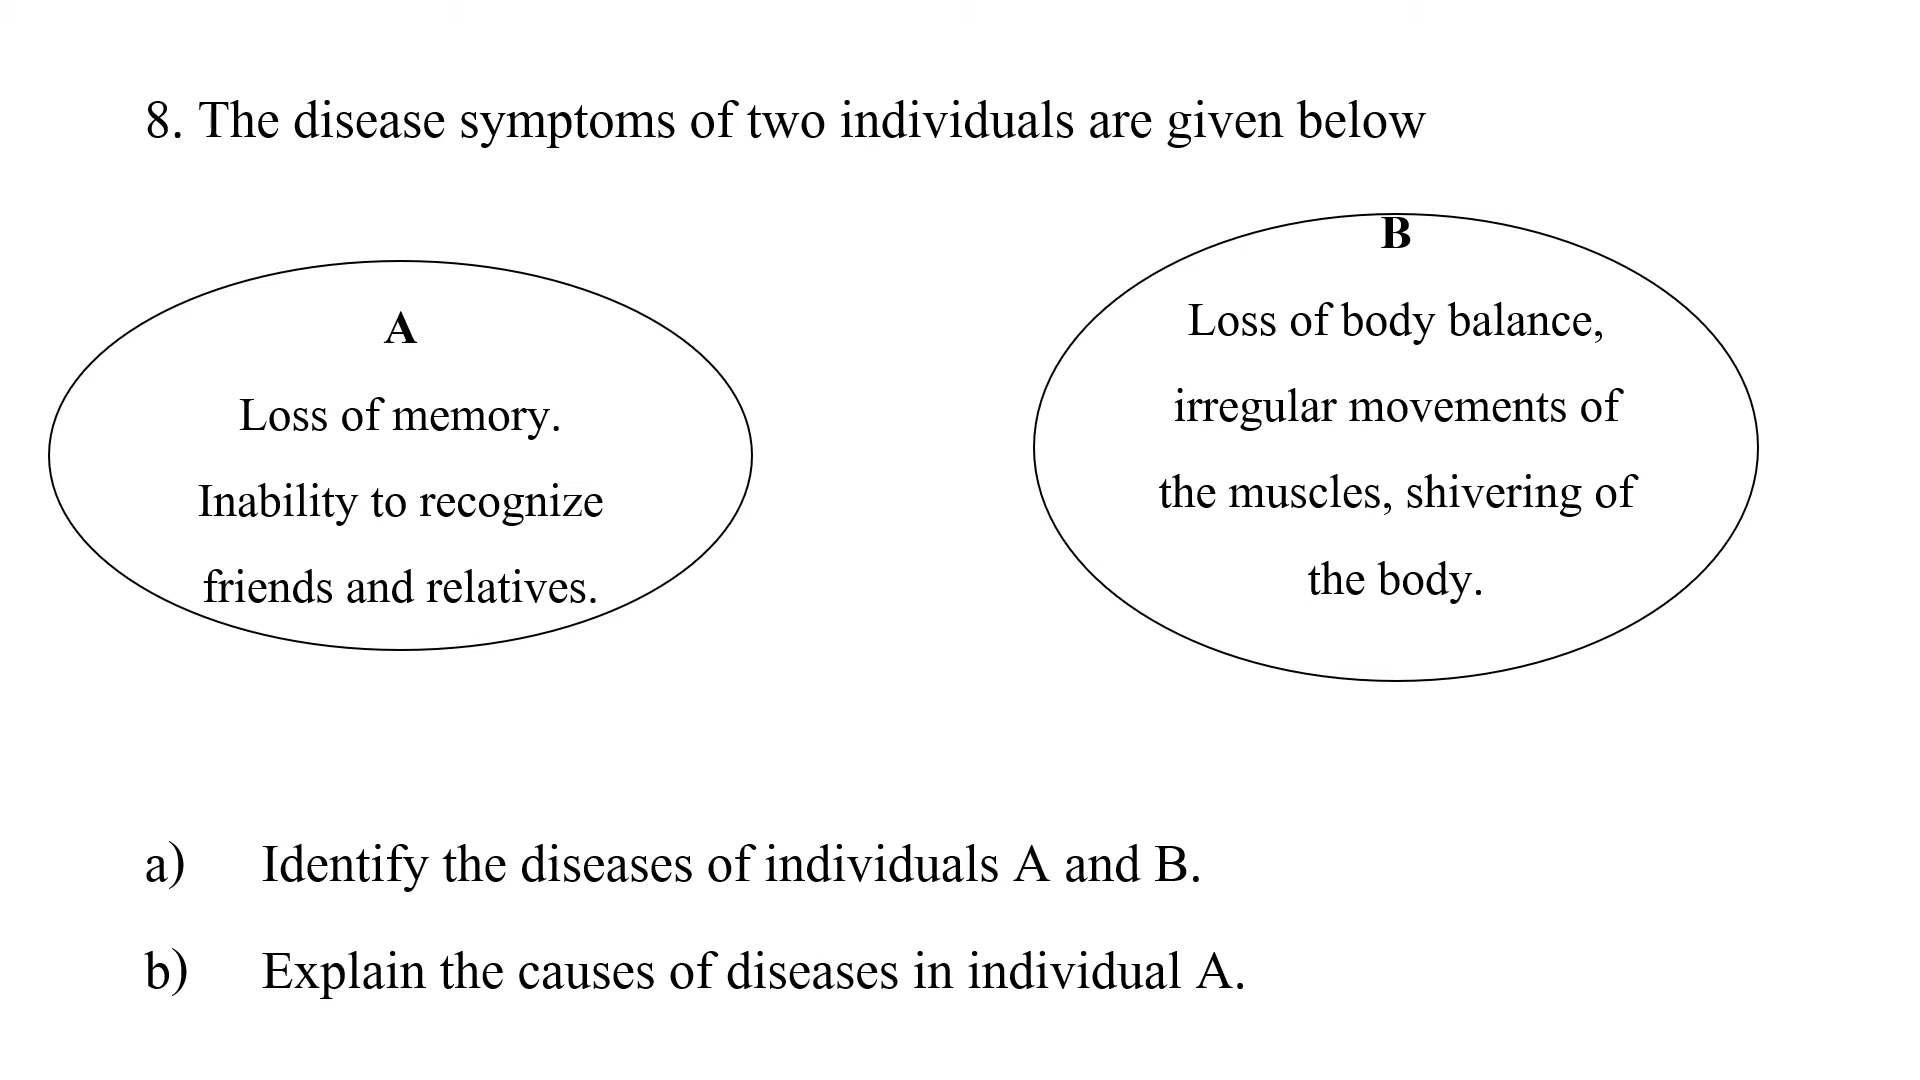 8. The disease symptoms of two individuals are given below
A
Loss of memory.
Inability to recognize
friends and relatives.
B
Loss of body balance,
irregular movements of
the muscles, shivering of
the body.
a) Identify the diseases of individuals A and B.
b) Explain the causes of diseases in individual A.